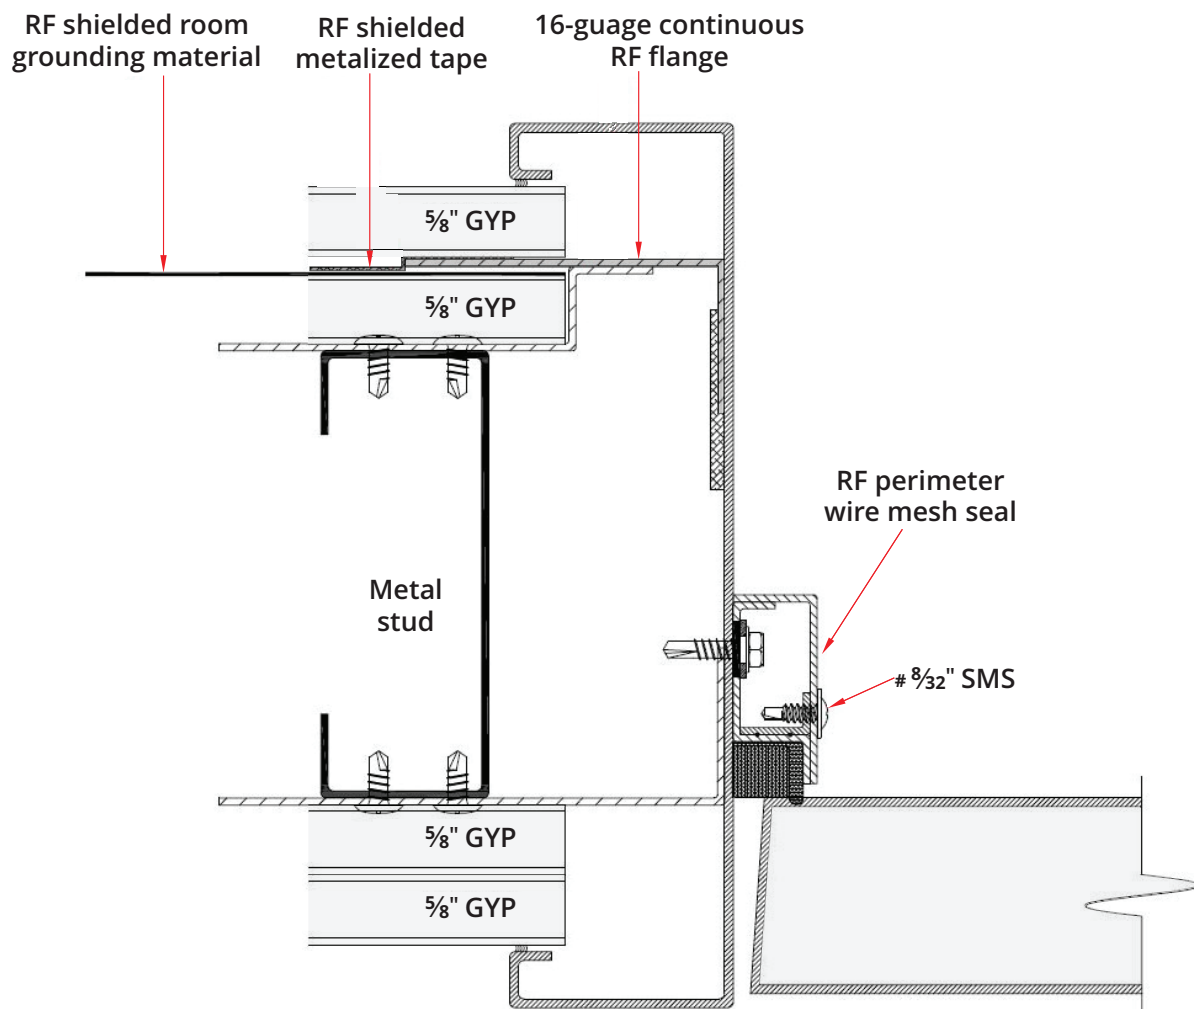 RF shielded room
grounding material
RF shielded
metalized tape
16-guage continuous
RF flange
⅝" GYP
⅝" GYP
RF perimeter
wire mesh seal
Metal
stud
# 8⁄32" SMS
⅝" GYP
⅝" GYP